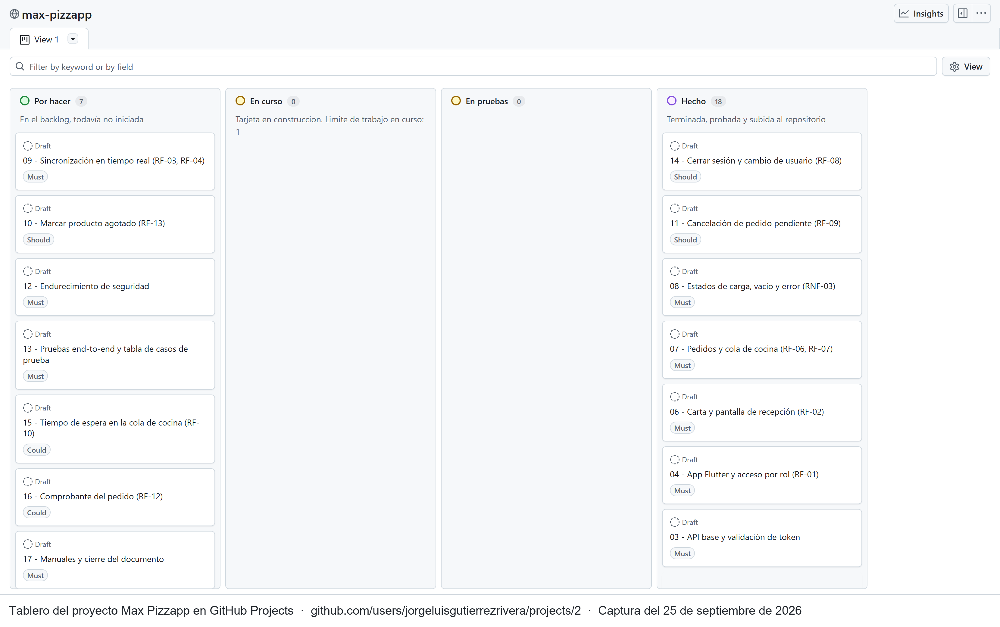 max-pizzapp
Insights
View 1
Filter by keyword or by field
View
Por hacer 7
En el backlog, todavía no iniciada
Draft
09 - Sincronización en tiempo real (RF-03, RF-04)
Must
Draft
10 - Marcar producto agotado (RF-13)
Should
Draft
12 - Endurecimiento de seguridad
Must
Draft
13 - Pruebas end-to-end y tabla de casos de
prueba
Must
Draft
15 - Tiempo de espera en la cola de cocina (RF-
10)
Could
Draft
16 - Comprobante del pedido (RF-12)
Could
Draft
17 - Manuales y cierre del documento
Must
En curso 0
Tarjeta en construccion. Limite de trabajo en curso:
1
En pruebas 0
Hecho 18
Terminada, probada y subida al repositorio
Draft
14 - Cerrar sesión y cambio de usuario (RF-08)
Should
Draft
11 - Cancelación de pedido pendiente (RF-09)
Should
Draft
08 - Estados de carga, vacío y error (RNF-03)
Must
Draft
07 - Pedidos y cola de cocina (RF-06, RF-07)
Must
Draft
06 - Carta y pantalla de recepción (RF-02)
Must
Draft
04 - App Flutter y acceso por rol (RF-01)
Must
Draft
03 - API base y validación de token
Must
Tablero del proyecto Max Pizzapp en GitHub Projects · github.com/users/jorgeluisgutierrezrivera/projects/2 · Captura del 25 de septiembre de 2026